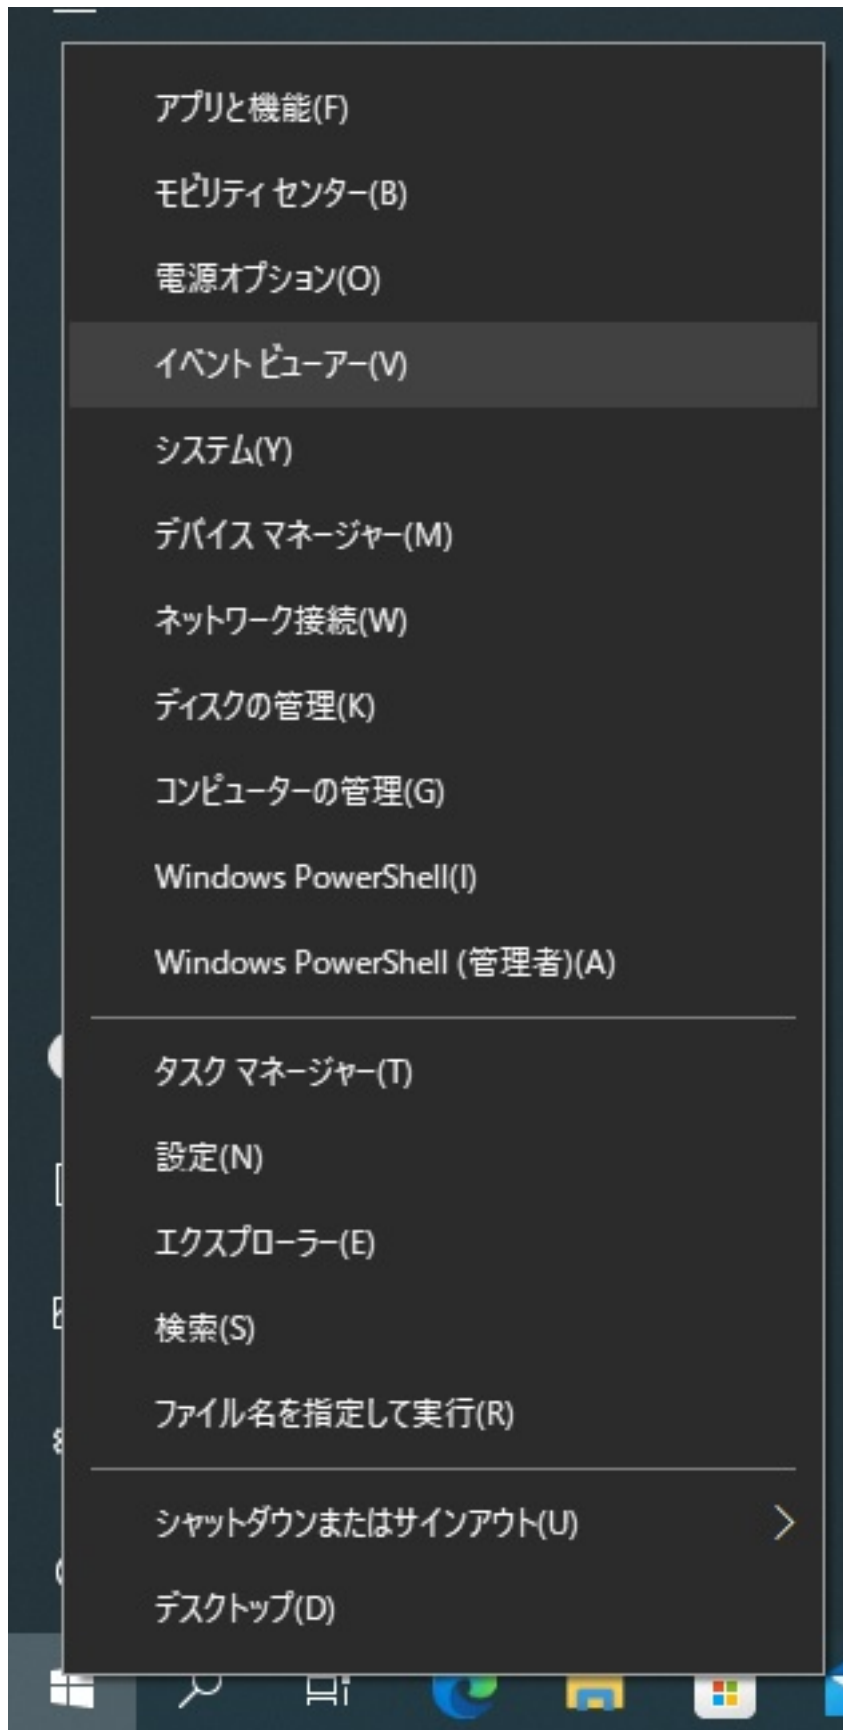 アプリと機能(F)
モビリティ センター(B)
電源オプション(O)
イベント ビューアー(V)
システム(Y)
デバイス マネージャー(M)
ネットワーク接続(W)
ディスクの管理(K)
コンピューターの管理(G)
Windows PowerShell(I)
Windows PowerShell (管理者)(A)
タスク マネージャー(T)
設定(N)
エクスプローラー(E)
検索(S)
ファイル名を指定して実行(R)
シャットダウンまたはサインアウト(U)
デスクトップ(D)